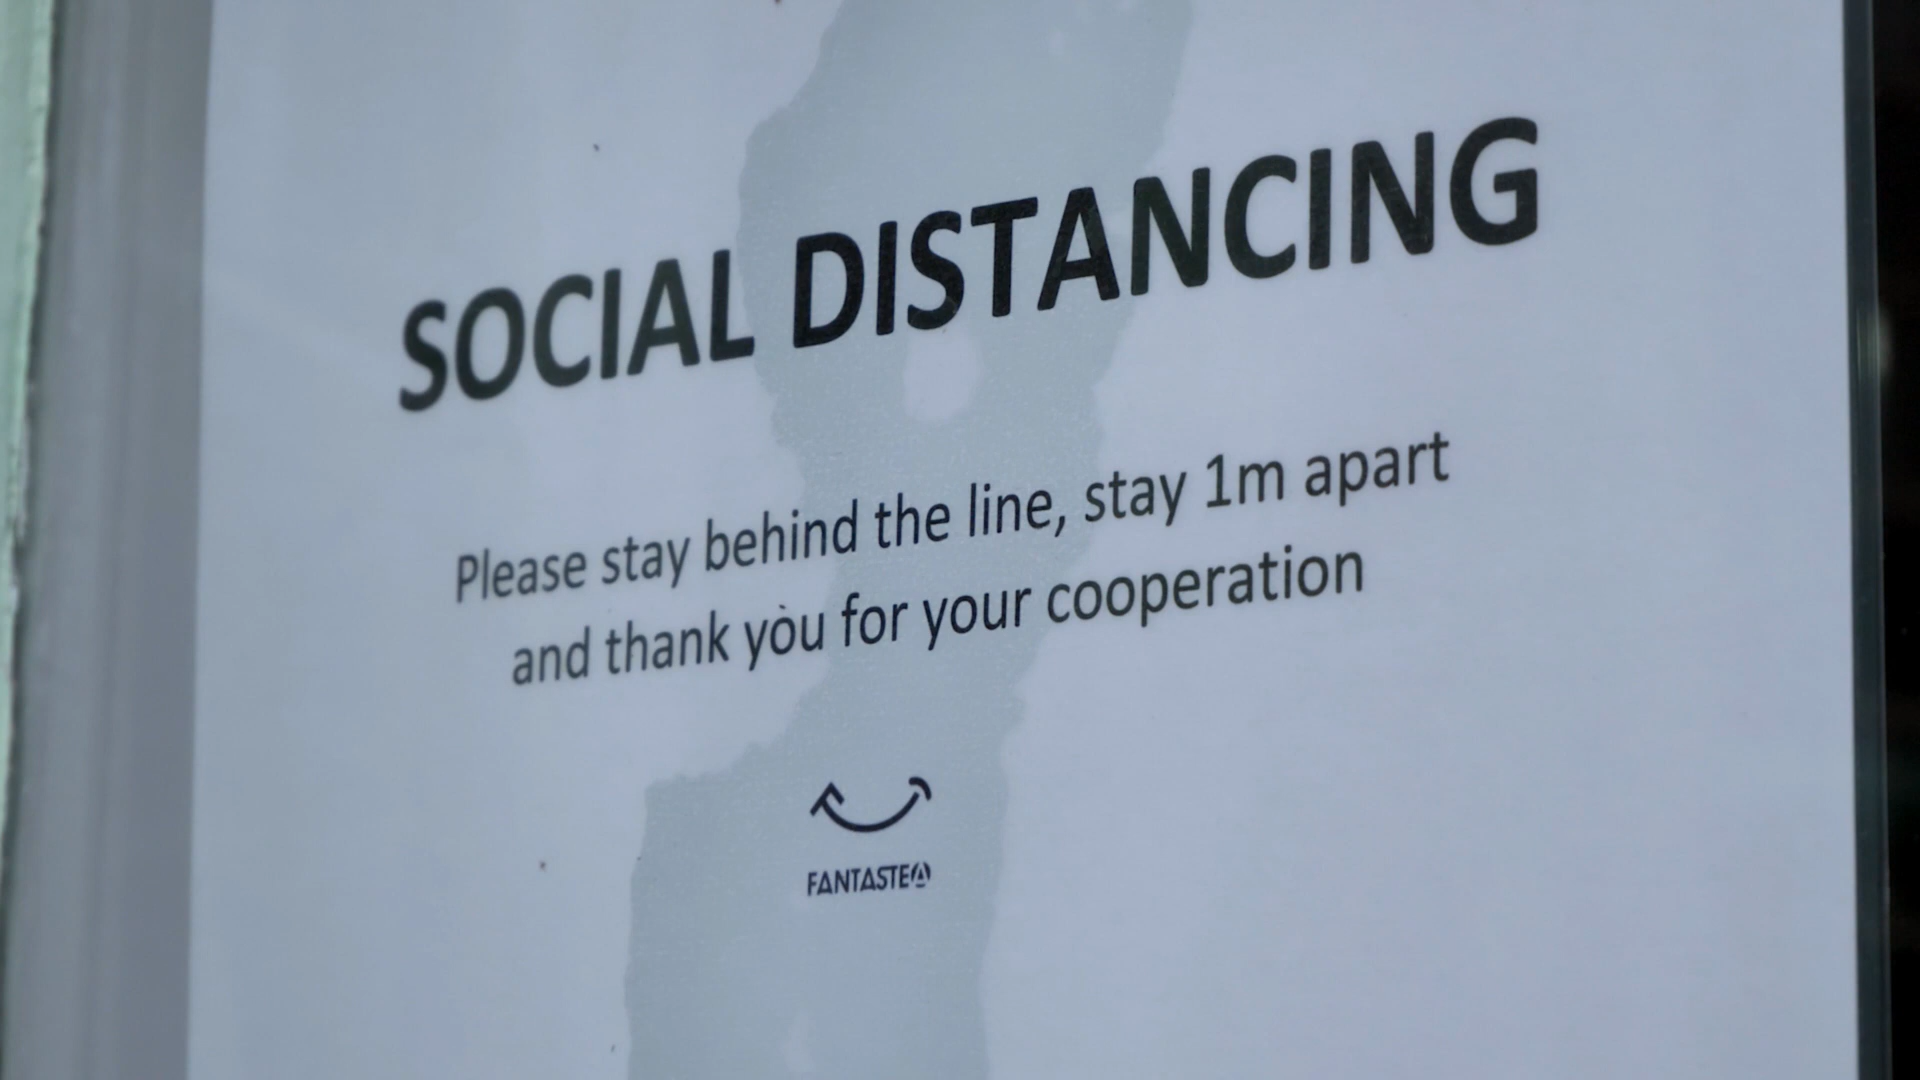 SOCIAL DISTANCING
Please stay behind the line, stay 1m apart
and thank you for your cooperation
FANTASTEA